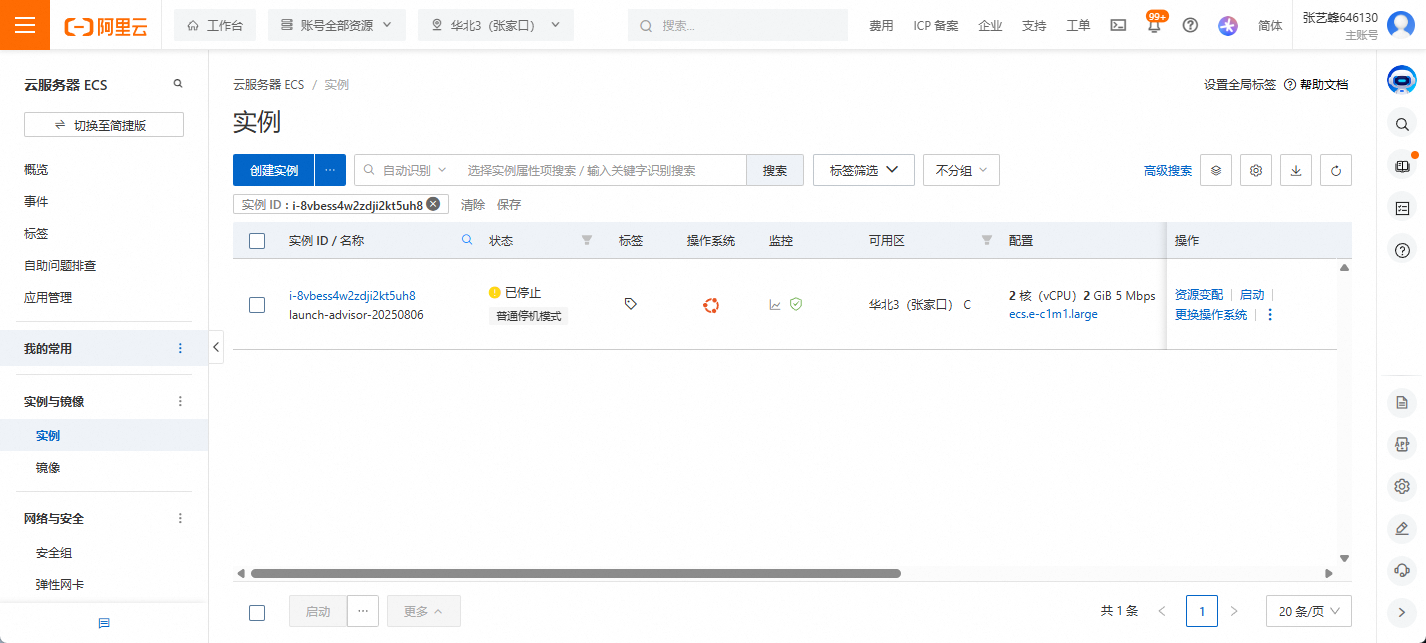 阿里云
工作台
账号全部资源
华北3（张家口）
搜索...
费用
ICP 备案
企业
支持
工单
99+
简体
张艺蜂646130
主账号
云服务器 ECS
切换至简捷版
概览
事件
标签
自助问题排查
应用管理
我的常用
实例与镜像
实例
镜像
网络与安全
安全组
弹性网卡
云服务器 ECS / 实例
设置全局标签 帮助文档
实例
创建实例 ···
自动识别 选择实例属性项搜索 / 输入关键字识别搜索 搜索
标签筛选
不分组
高级搜索
实例 ID : i-8vbess4w2zdji2kt5uh8 清除 保存
实例 ID / 名称 状态 标签 操作系统 监控 可用区 配置 操作
i-8vbess4w2zdji2kt5uh8
launch-advisor-20250806
已停止
普通停机模式
华北3（张家口） C
2 核（vCPU） 2 GiB 5 Mbps
ecs.e-c1m1.large
资源变配 启动
更换操作系统
启动 ··· 更多
共 1 条 < 1 > 20 条/页